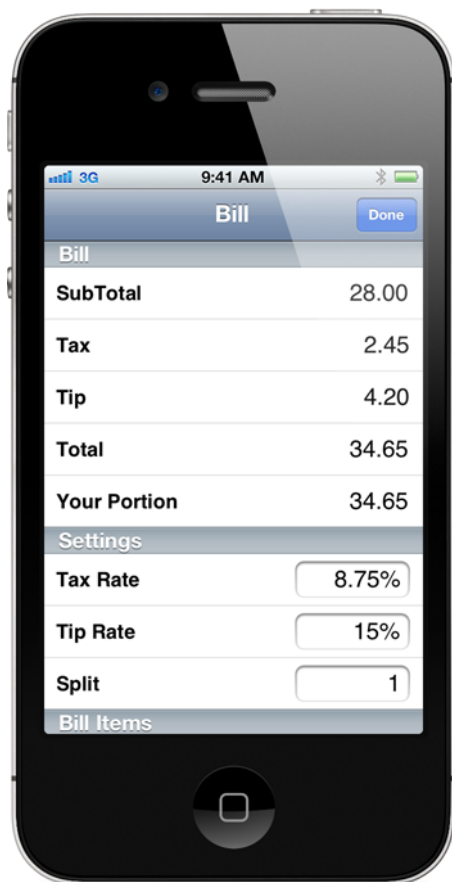 3G 9:41 AM
Bill Done
Bill
SubTotal 28.00
Tax 2.45
Tip 4.20
Total 34.65
Your Portion 34.65
Settings
Tax Rate 8.75%
Tip Rate 15%
Split 1
Bill Items